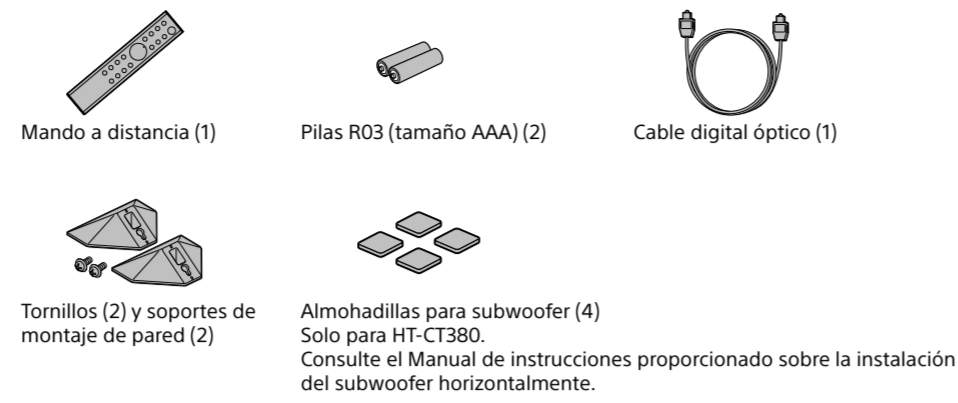 Mando a distancia (1)
Pilas R03 (tamaño AAA) (2)
Cable digital óptico (1)
Tornillos (2) y soportes de
montaje de pared (2)
Almohadillas para subwoofer (4)
Solo para HT-CT380.
Consulte el Manual de instrucciones proporcionado sobre la instalación
del subwoofer horizontalmente.